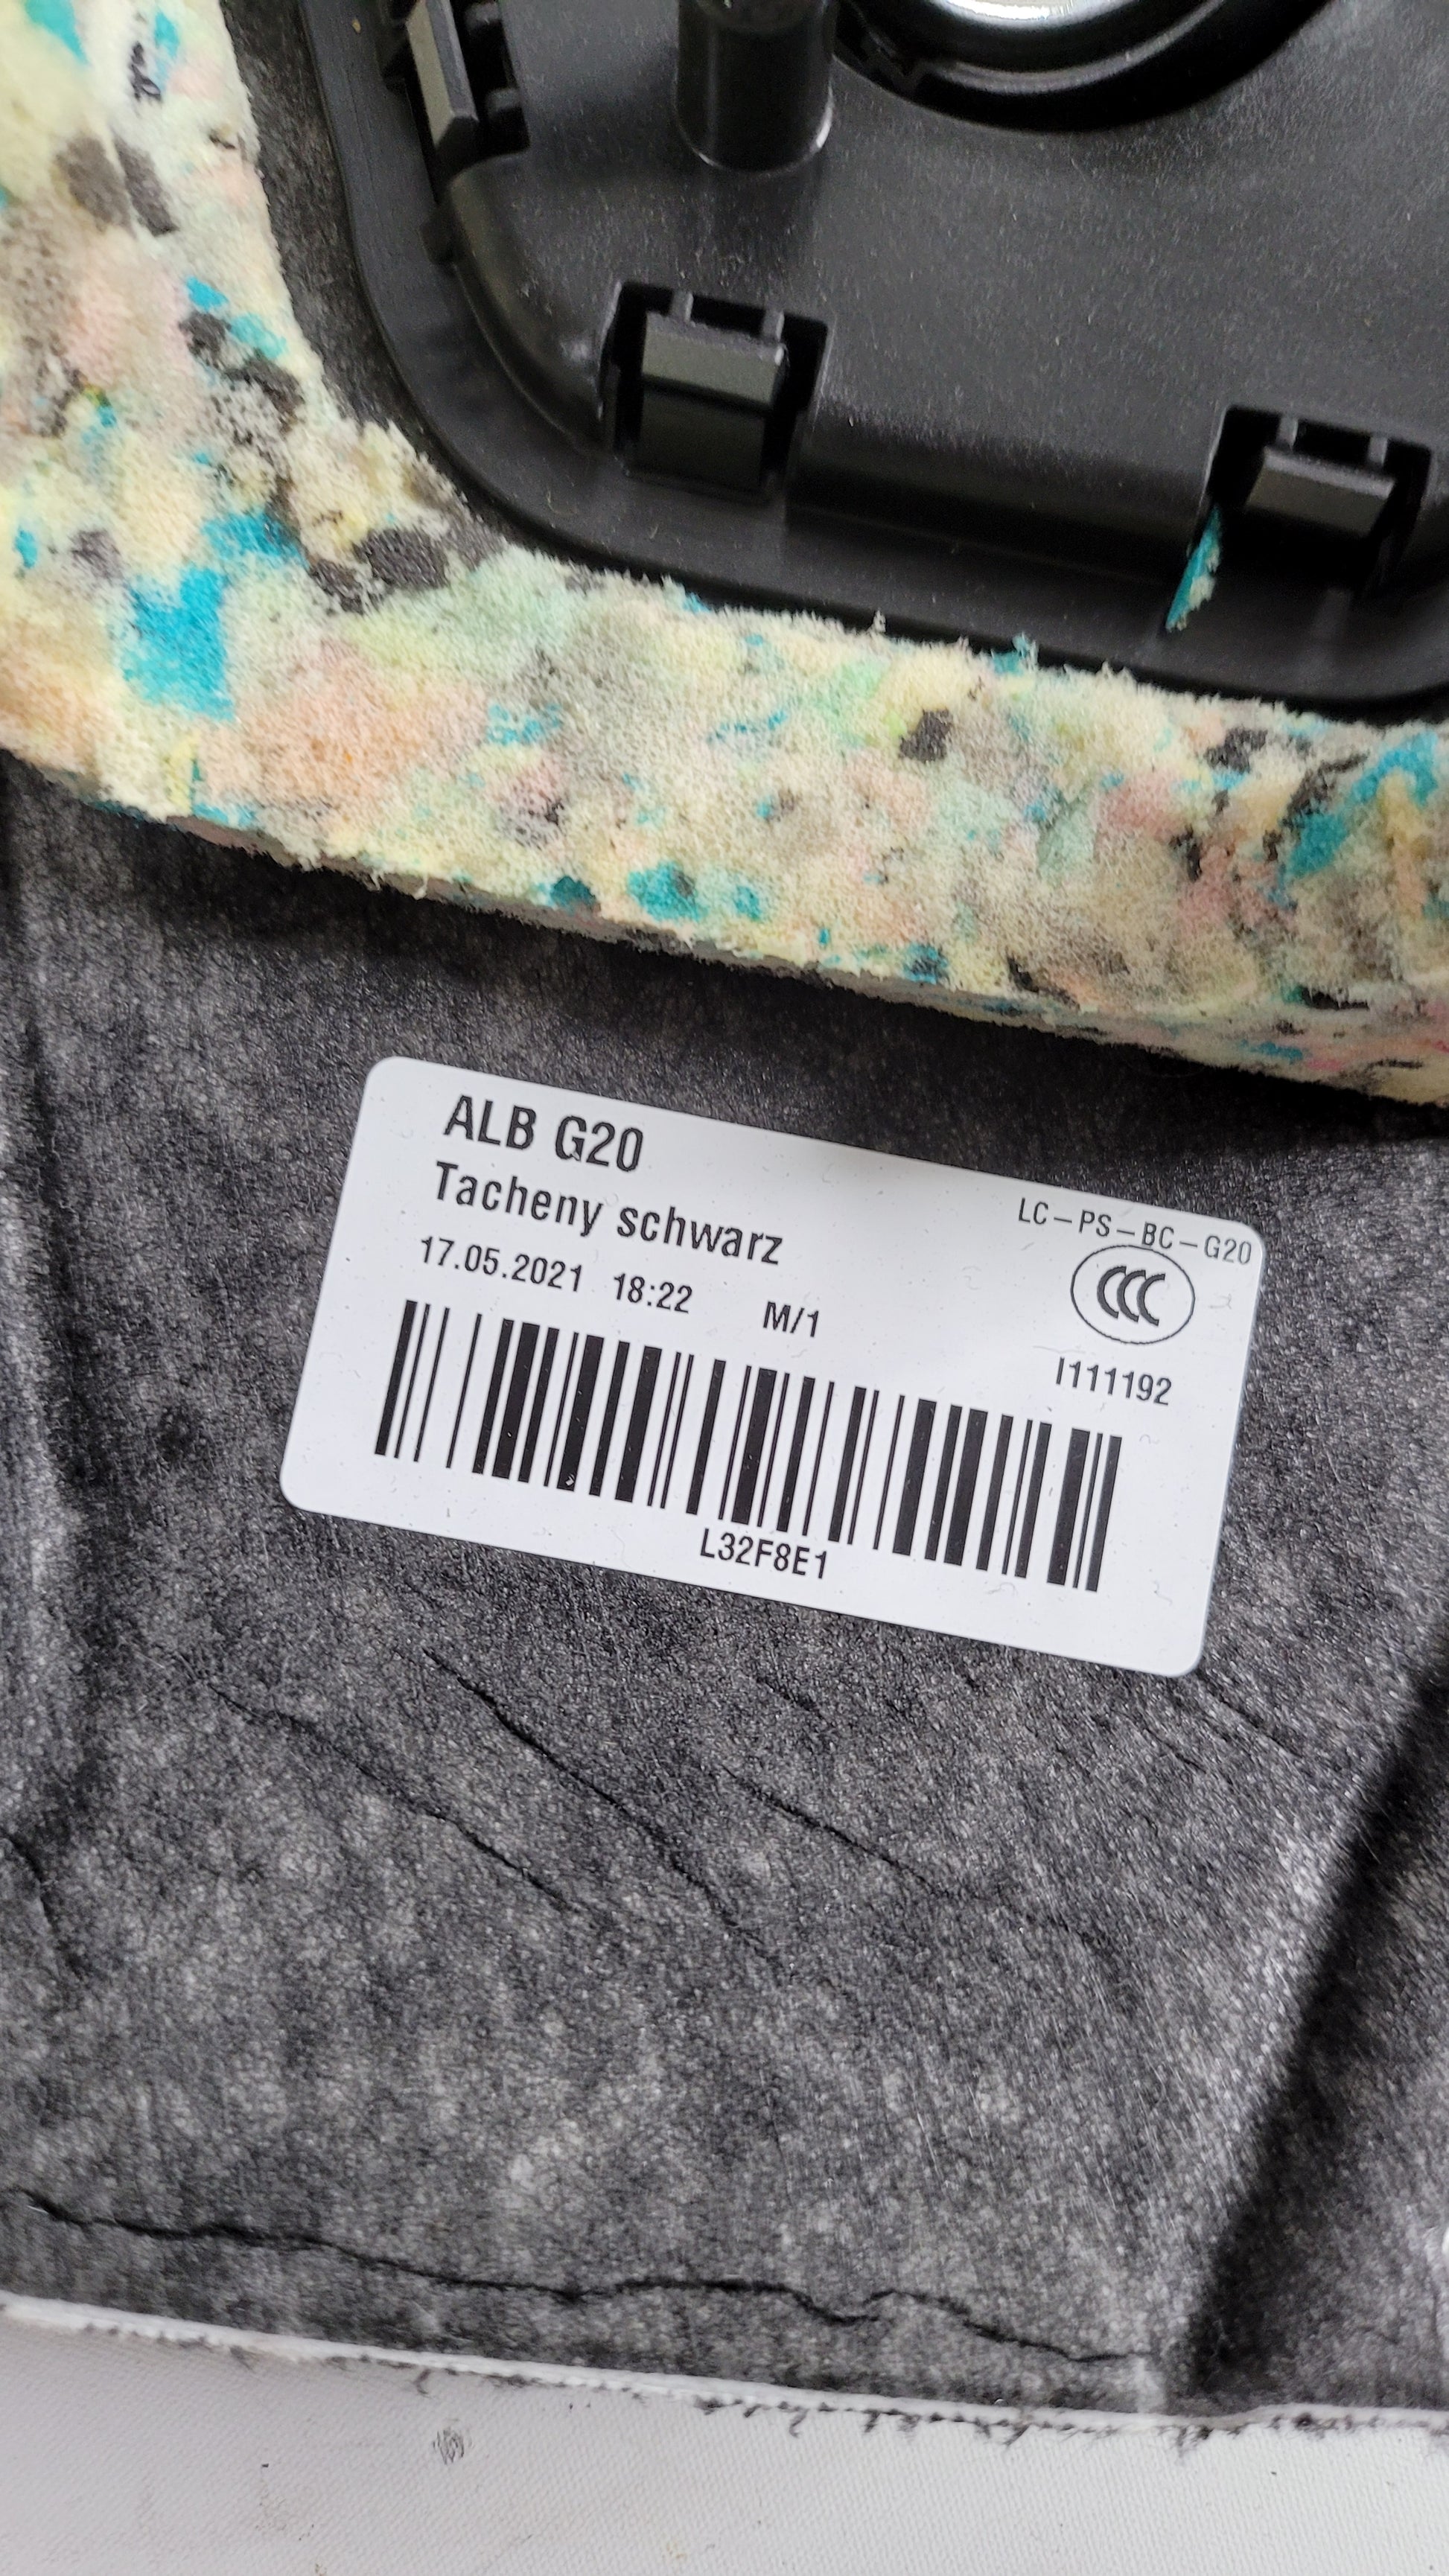 ALB G20
Tacheny schwarz
LC-PS-BC-G20
17.05.2021 18:22 M/1
CCC
I111192
L32F8E1